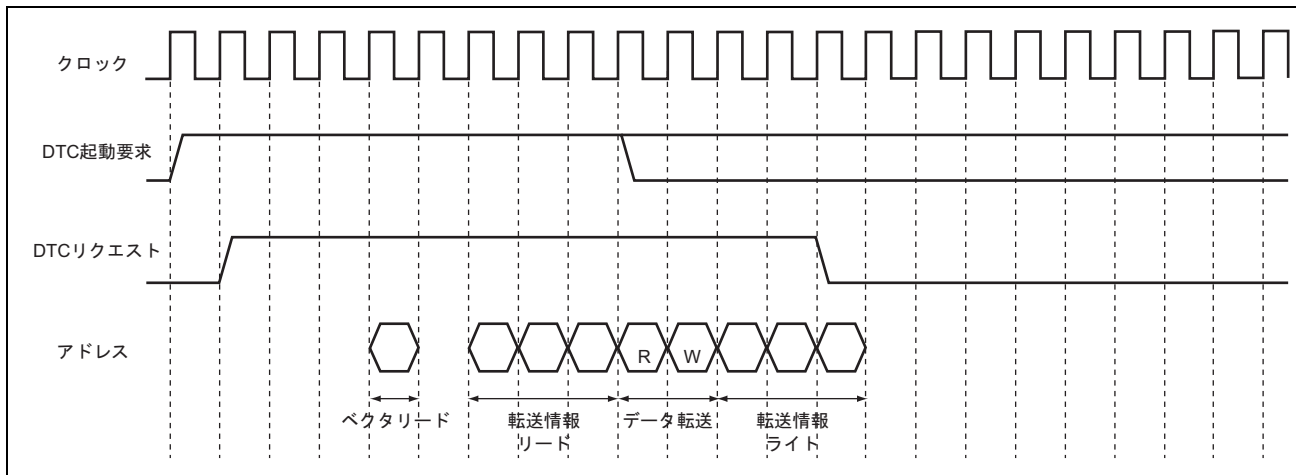 クロック
DTC起動要求
DTCリクエスト
アドレス
R W
ベクタリード
転送情報
リード
データ転送
転送情報
ライト